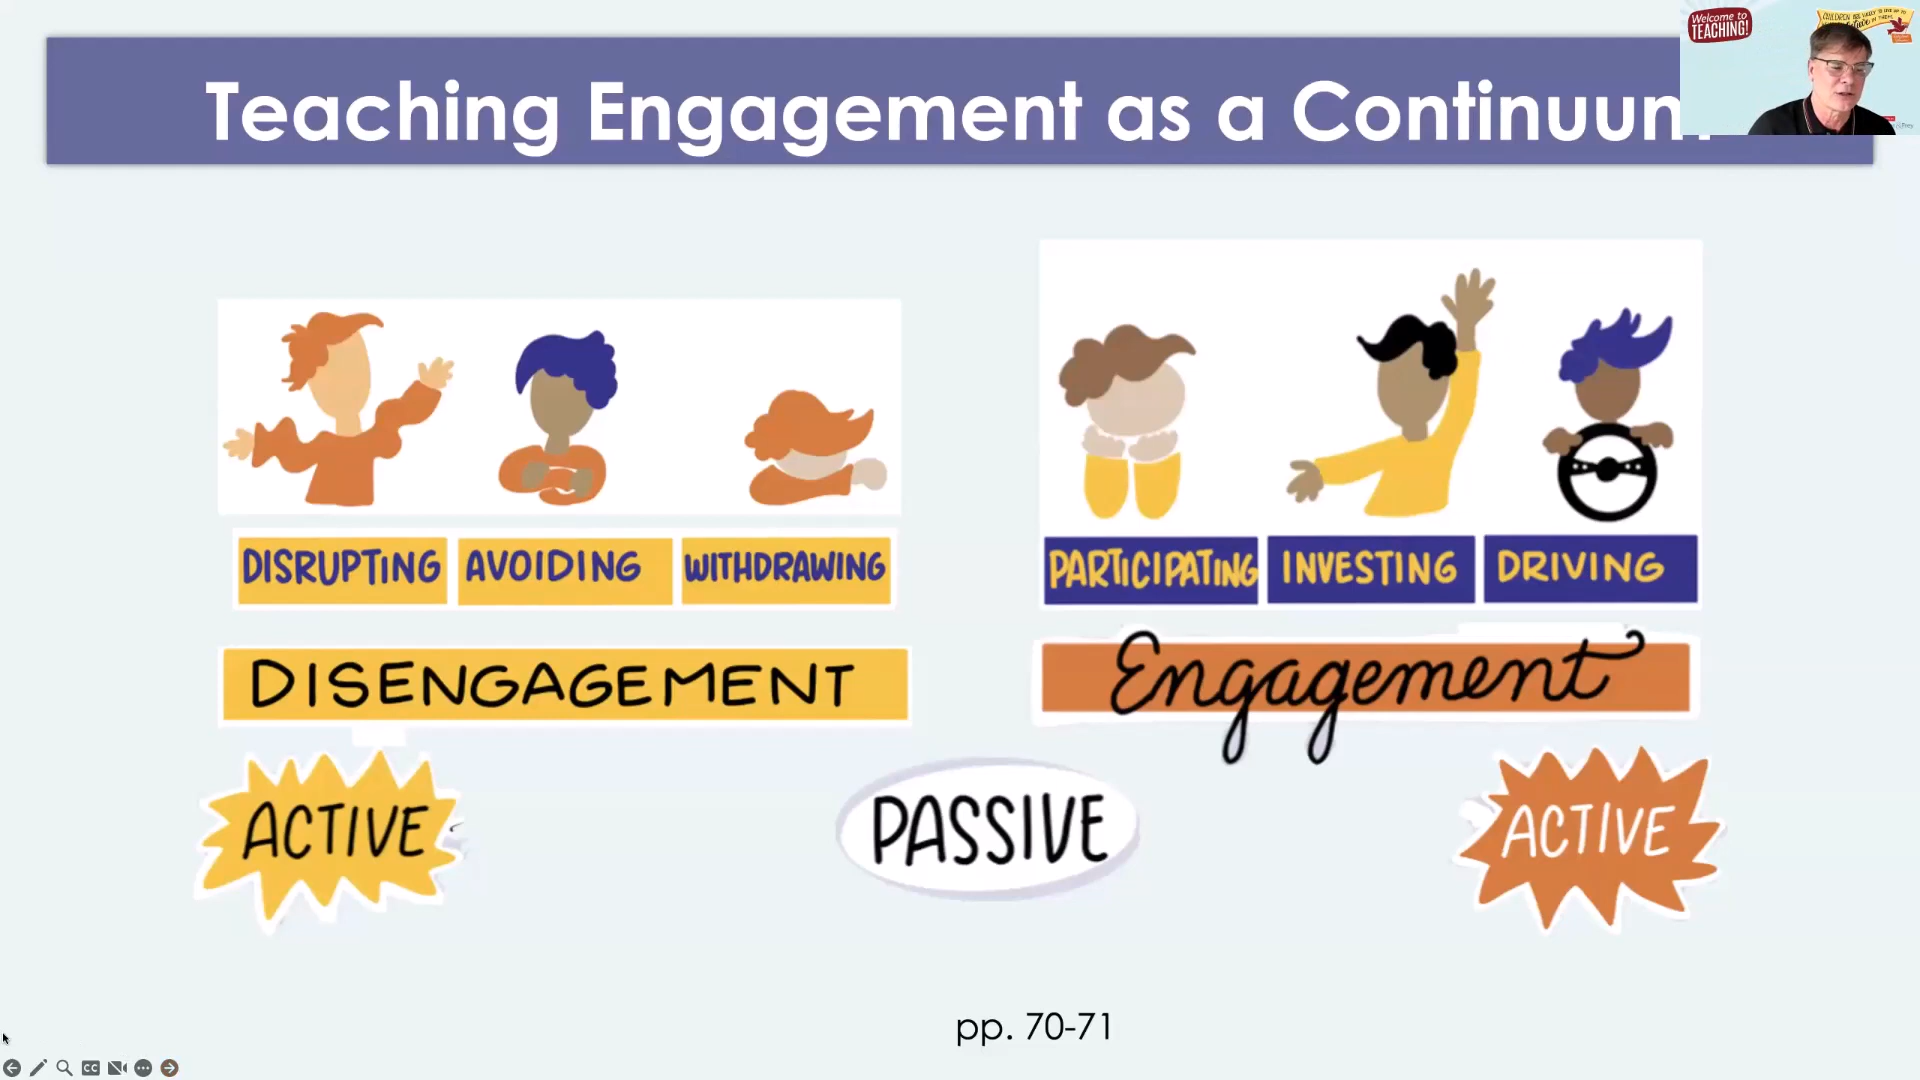 Teaching Engagement as a Continuum
Welcome to
TEACHING!
DISRUPTING AVOIDING WITHDRAWING
PARTICIPATING INVESTING DRIVING
DISENGAGEMENT
Engagement
ACTIVE
PASSIVE
ACTIVE
pp. 70-71
CC